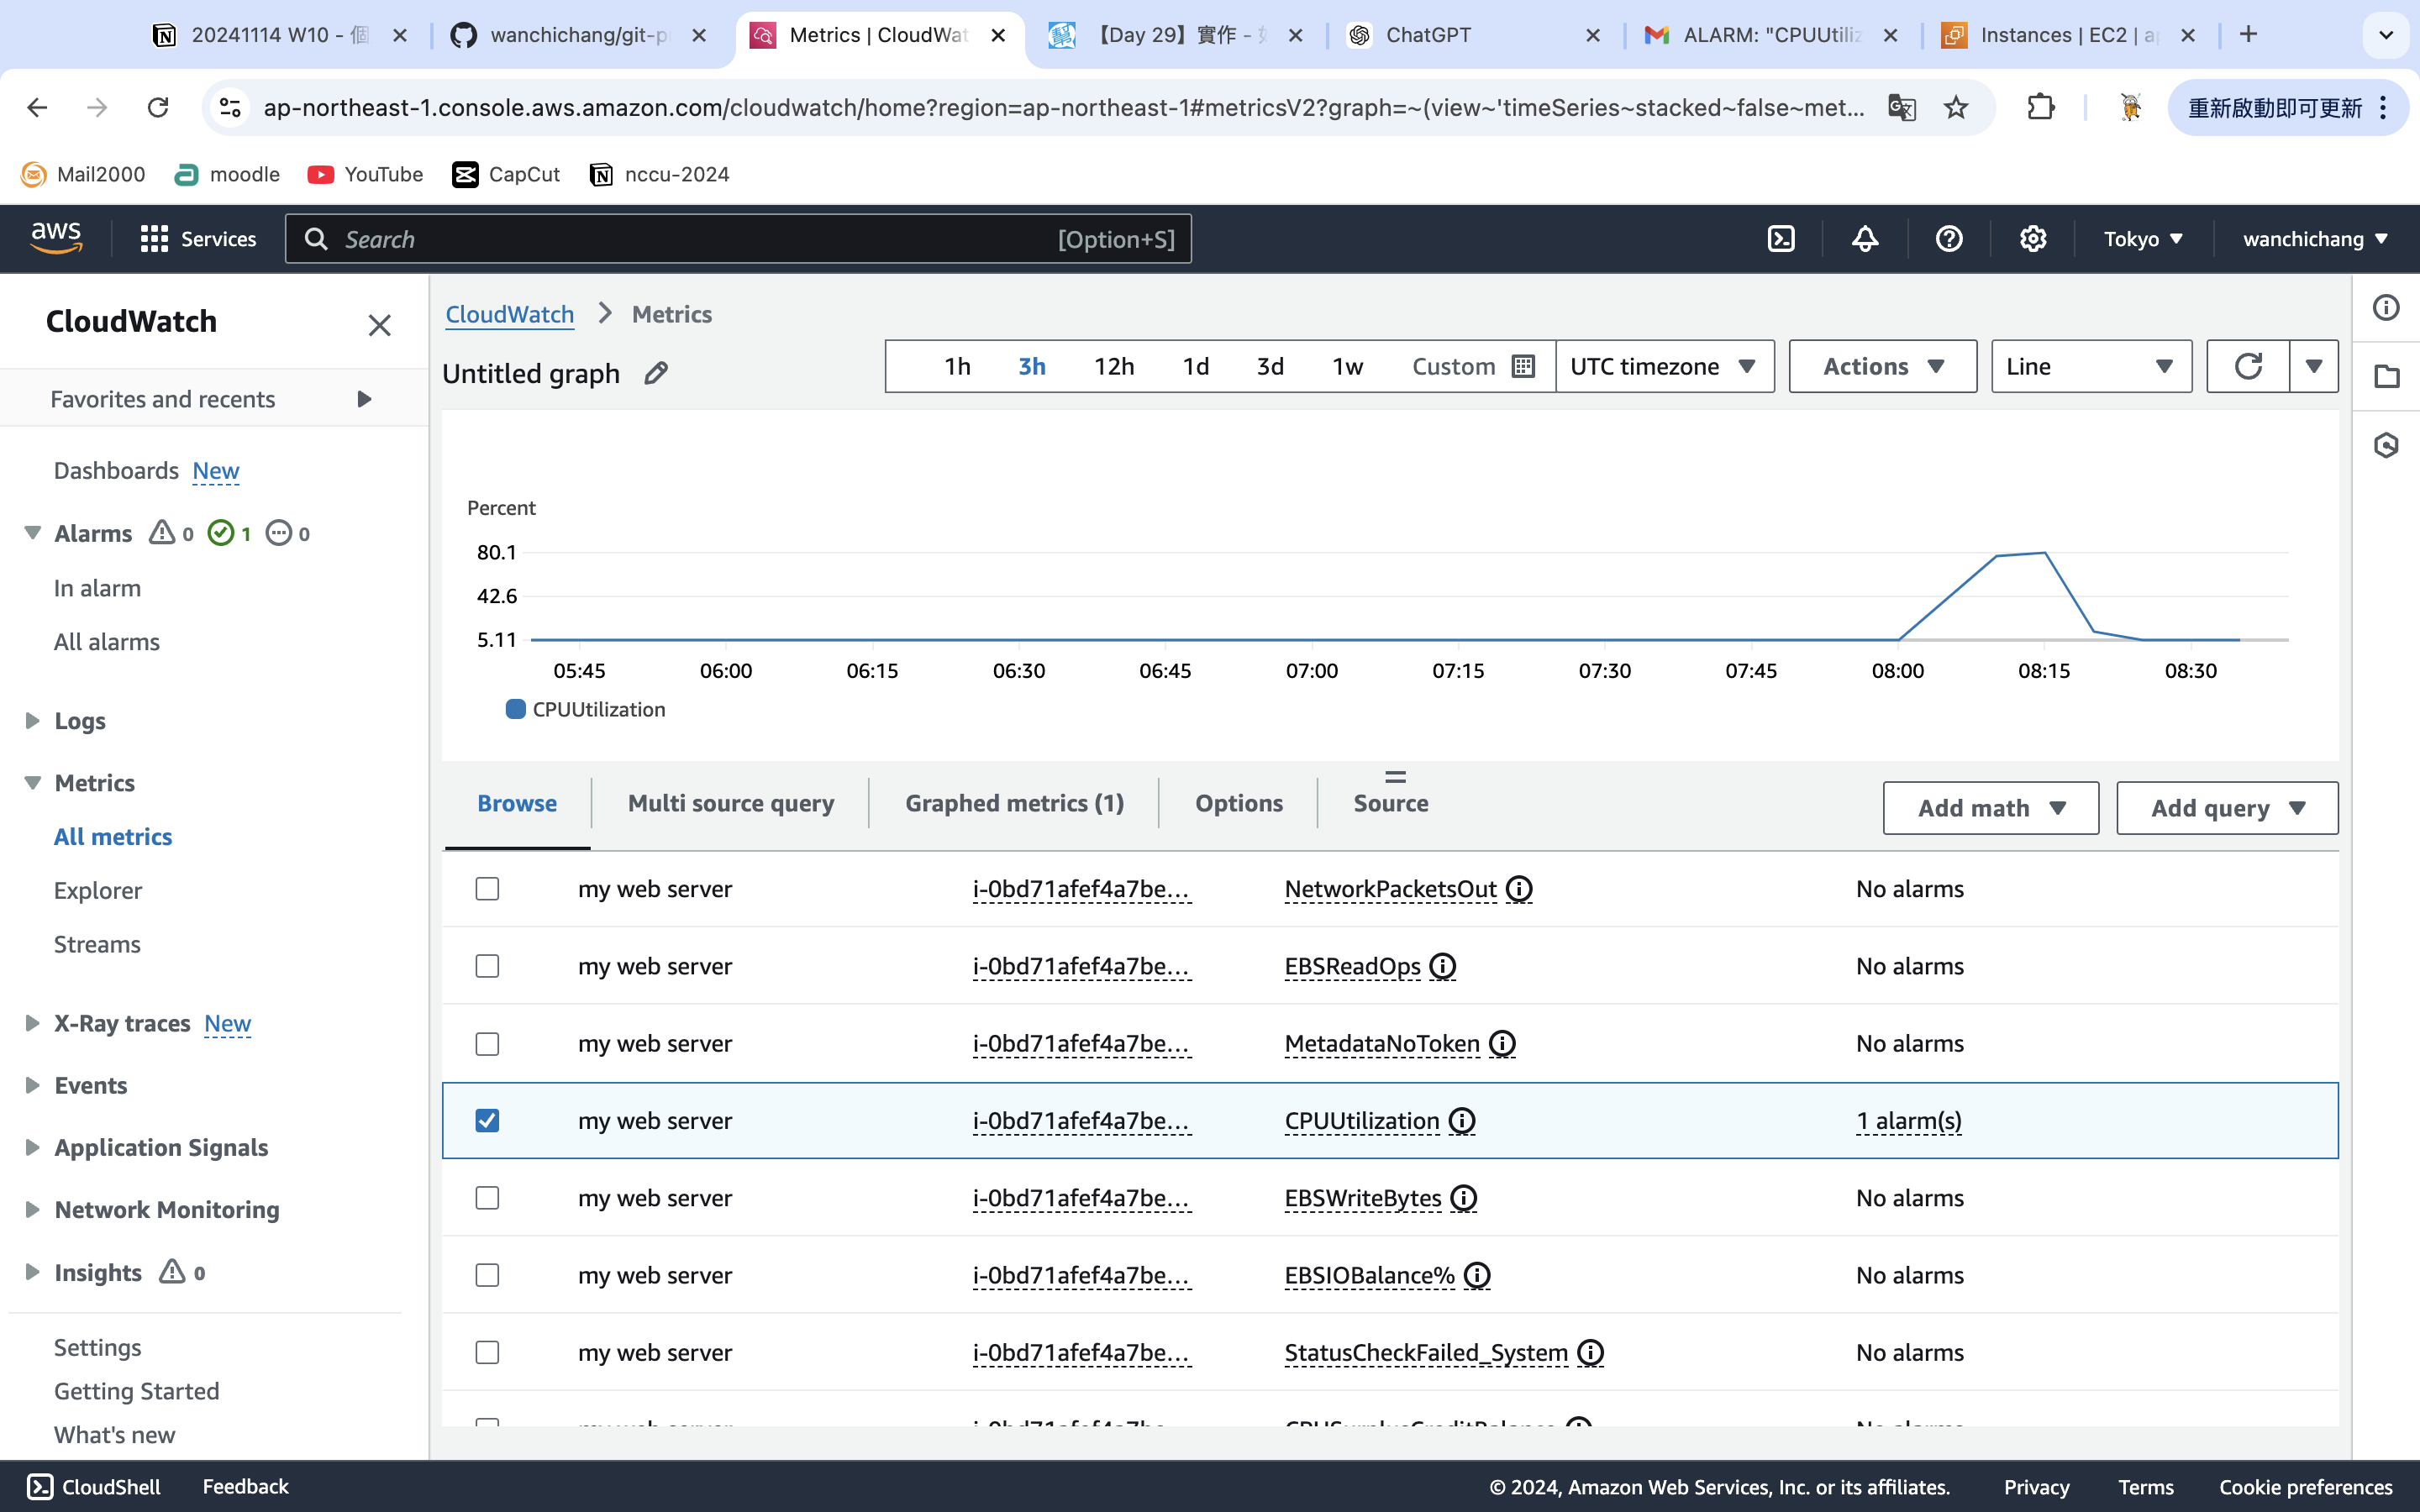 20241114 W10 - 個
wanchichang/git-p
Metrics | CloudWat
【Day 29】實作 -
ChatGPT
ALARM: "CPUUtiliz
Instances | EC2 | a
ap-northeast-1.console.aws.amazon.com/cloudwatch/home?region=ap-northeast-1#metricsV2?graph=~(view~'timeSeries~stacked~false~met...
重新啟動即可更新
Mail2000
moodle
YouTube
CapCut
nccu-2024
aws
Services
Search
[Option+S]
Tokyo
wanchichang
CloudWatch
Favorites and recents
Dashboards New
Alarms 0 1 0
In alarm
All alarms
Logs
Metrics
All metrics
Explorer
Streams
X-Ray traces New
Events
Application Signals
Network Monitoring
Insights 0
Settings
Getting Started
What's new
CloudWatch > Metrics
Untitled graph
1h 3h 12h 1d 3d 1w Custom
UTC timezone
Actions
Line
Percent
80.1
42.6
5.11
05:45 06:00 06:15 06:30 06:45 07:00 07:15 07:30 07:45 08:00 08:15 08:30
CPUUtilization
Browse
Multi source query
Graphed metrics (1)
Options
Source
Add math
Add query
my web server i-0bd71afef4a7be... NetworkPacketsOut No alarms
my web server i-0bd71afef4a7be... EBSReadOps No alarms
my web server i-0bd71afef4a7be... MetadataNoToken No alarms
my web server i-0bd71afef4a7be... CPUUtilization 1 alarm(s)
my web server i-0bd71afef4a7be... EBSWriteBytes No alarms
my web server i-0bd71afef4a7be... EBSIOBalance% No alarms
my web server i-0bd71afef4a7be... StatusCheckFailed_System No alarms
my web server i-0bd71afef4a7be... CPUSurplusCreditBalance No alarms
CloudShell
Feedback
© 2024, Amazon Web Services, Inc. or its affiliates.
Privacy
Terms
Cookie preferences